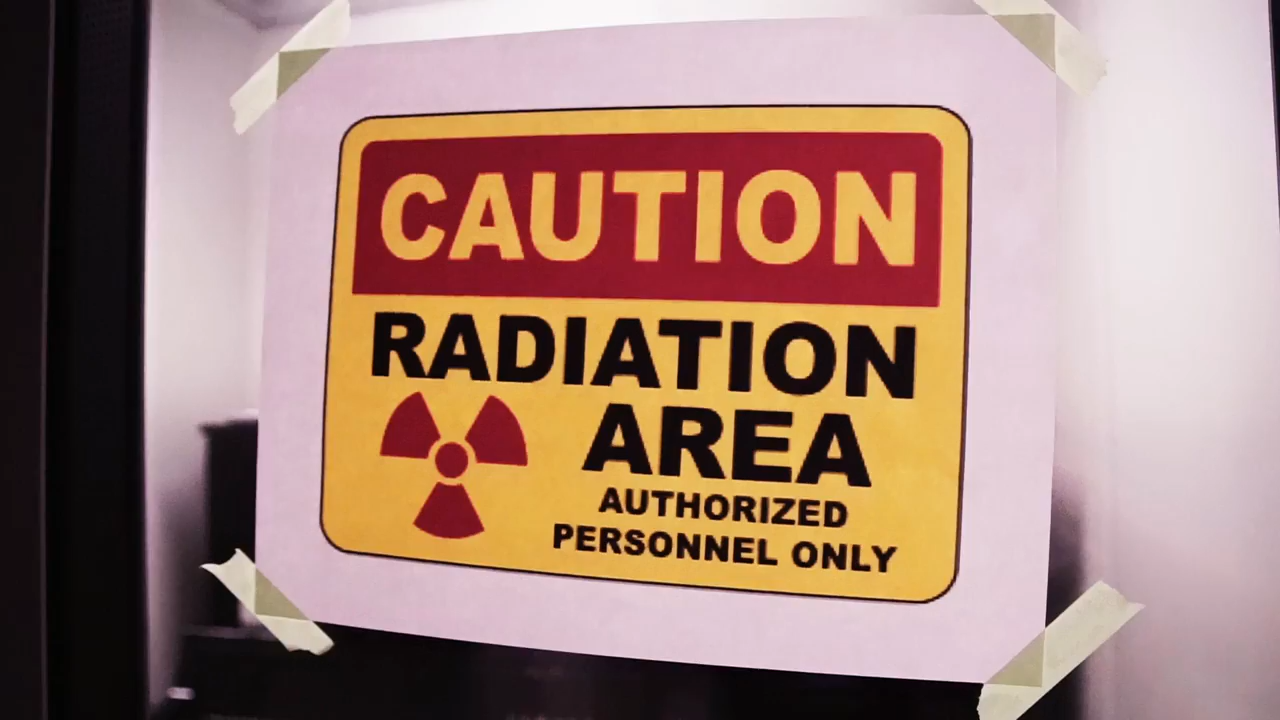 CAUTION
RADIATION
AREA
AUTHORIZED
PERSONNEL ONLY